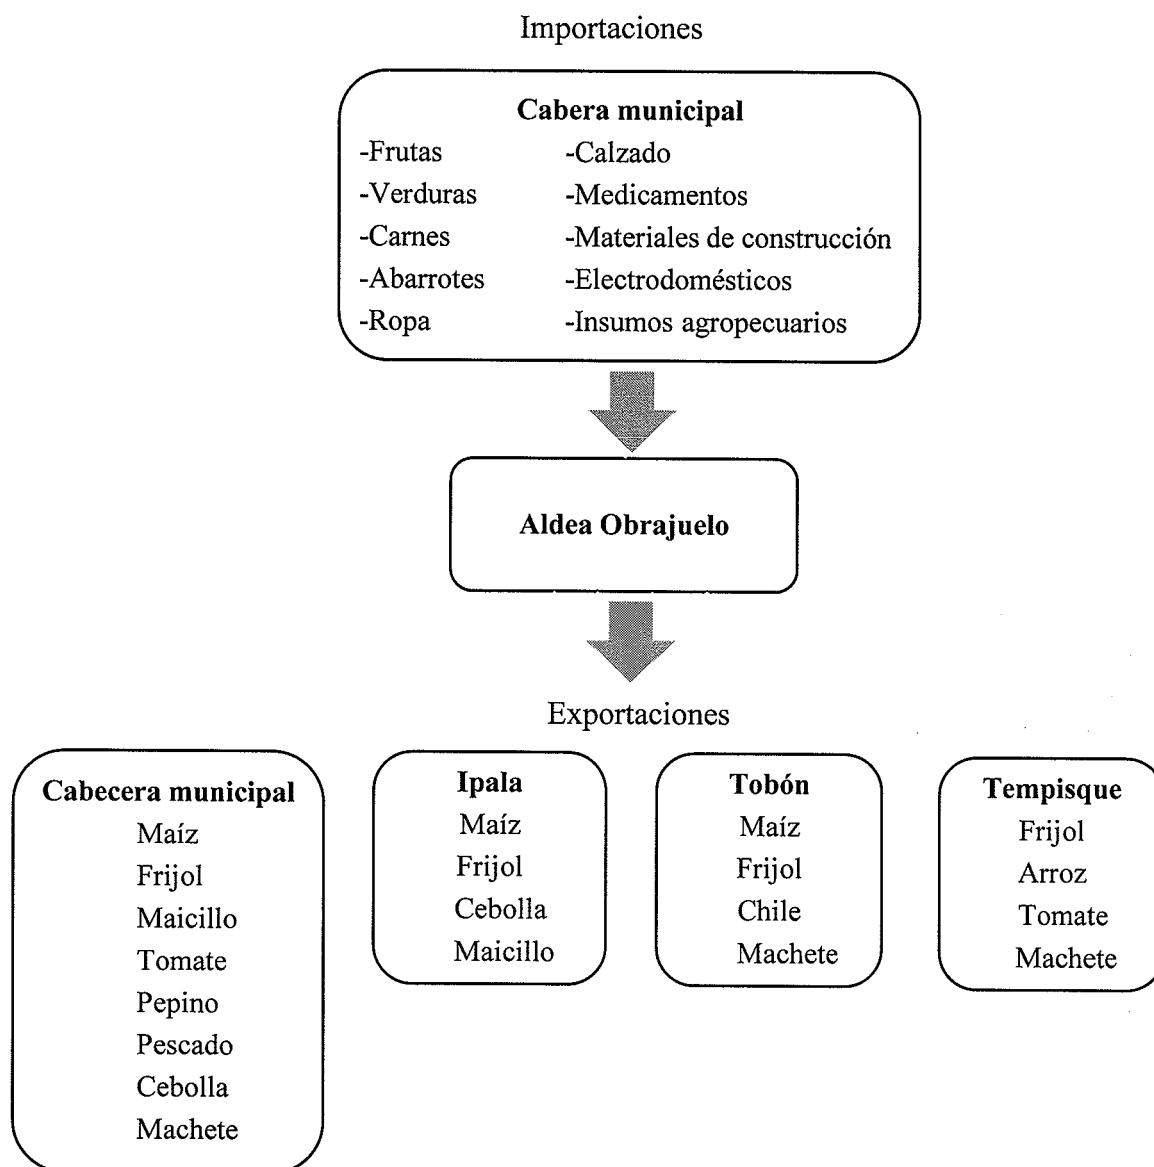 Importaciones
Cabera municipal
-Frutas
-Verduras
-Carnes
-Abarrotes
-Ropa
-Calzado
-Medicamentos
-Materiales de construcción
-Electrodomésticos
-Insumos agropecuarios
Aldea Obrajuelo
Exportaciones
Cabecera municipal
Maíz
Frijol
Maicillo
Tomate
Pepino
Pescado
Cebolla
Machete
Ipala
Maíz
Frijol
Cebolla
Maicillo
Tobón
Maíz
Frijol
Chile
Machete
Tempisque
Frijol
Arroz
Tomate
Machete